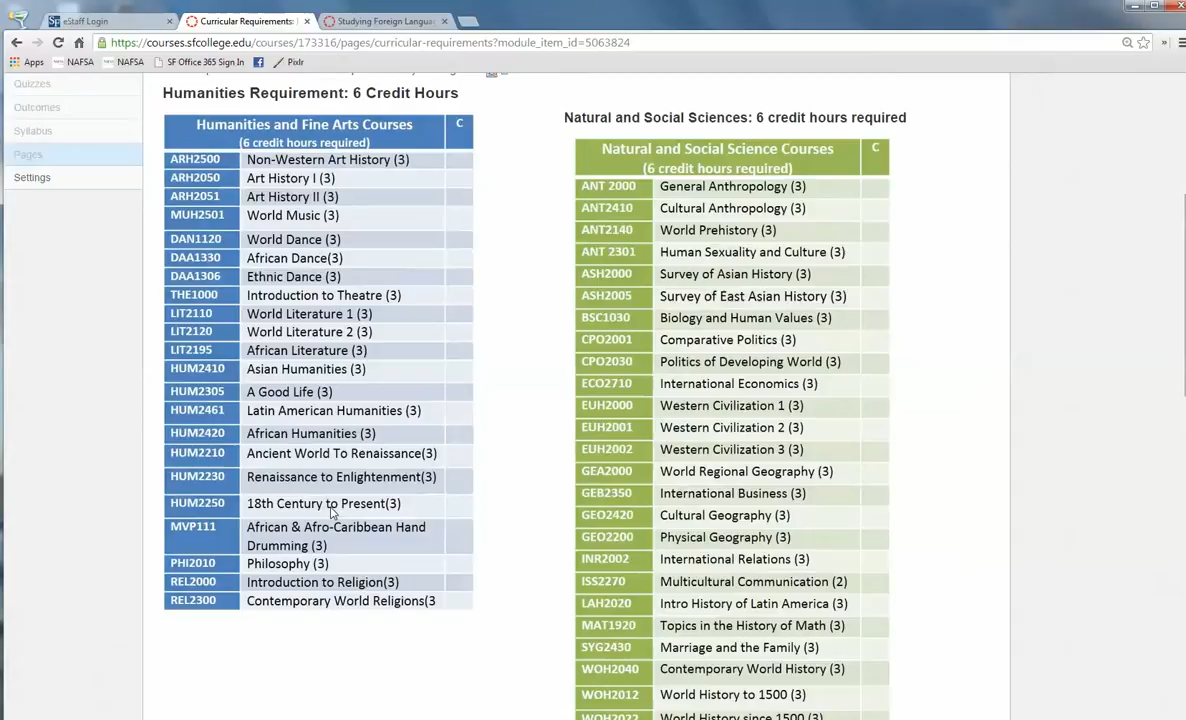 eStaff Login
Curricular Requirements:
Studying Foreign Langua
https://courses.sfcollege.edu/courses/173316/pages/curricular-requirements?module_item_id=5063824
Apps
NAFSA
NAFSA
SF Office 365 Sign In
Pixlr
Quizzes
Outcomes
Syllabus
Pages
Settings
Humanities Requirement: 6 Credit Hours
Humanities and Fine Arts Courses C
(6 credit hours required)
ARH2500 Non-Western Art History (3)
ARH2050 Art History I (3)
ARH2051 Art History II (3)
MUH2501 World Music (3)
DAN1120 World Dance (3)
DAA1330 African Dance(3)
DAA1306 Ethnic Dance (3)
THE1000 Introduction to Theatre (3)
LIT2110 World Literature 1 (3)
LIT2120 World Literature 2 (3)
LIT2195 African Literature (3)
HUM2410 Asian Humanities (3)
HUM2305 A Good Life (3)
HUM2461 Latin American Humanities (3)
HUM2420 African Humanities (3)
HUM2210 Ancient World To Renaissance(3)
HUM2230 Renaissance to Enlightenment(3)
HUM2250 18th Century to Present(3)
MVP111 African & Afro-Caribbean Hand
Drumming (3)
PHI2010 Philosophy (3)
REL2000 Introduction to Religion(3)
REL2300 Contemporary World Religions(3
Natural and Social Sciences: 6 credit hours required
Natural and Social Science Courses C
(6 credit hours required)
ANT 2000 General Anthropology (3)
ANT2410 Cultural Anthropology (3)
ANT2140 World Prehistory (3)
ANT 2301 Human Sexuality and Culture (3)
ASH2000 Survey of Asian History (3)
ASH2005 Survey of East Asian History (3)
BSC1030 Biology and Human Values (3)
CPO2001 Comparative Politics (3)
CPO2030 Politics of Developing World (3)
ECO2710 International Economics (3)
EUH2000 Western Civilization 1 (3)
EUH2001 Western Civilization 2 (3)
EUH2002 Western Civilization 3 (3)
GEA2000 World Regional Geography (3)
GEB2350 International Business (3)
GEO2420 Cultural Geography (3)
GEO2200 Physical Geography (3)
INR2002 International Relations (3)
ISS2270 Multicultural Communication (2)
LAH2020 Intro History of Latin America (3)
MAT1920 Topics in the History of Math (3)
SYG2430 Marriage and the Family (3)
WOH2040 Contemporary World History (3)
WOH2012 World History to 1500 (3)
WOH2022 World History since 1500 (3)